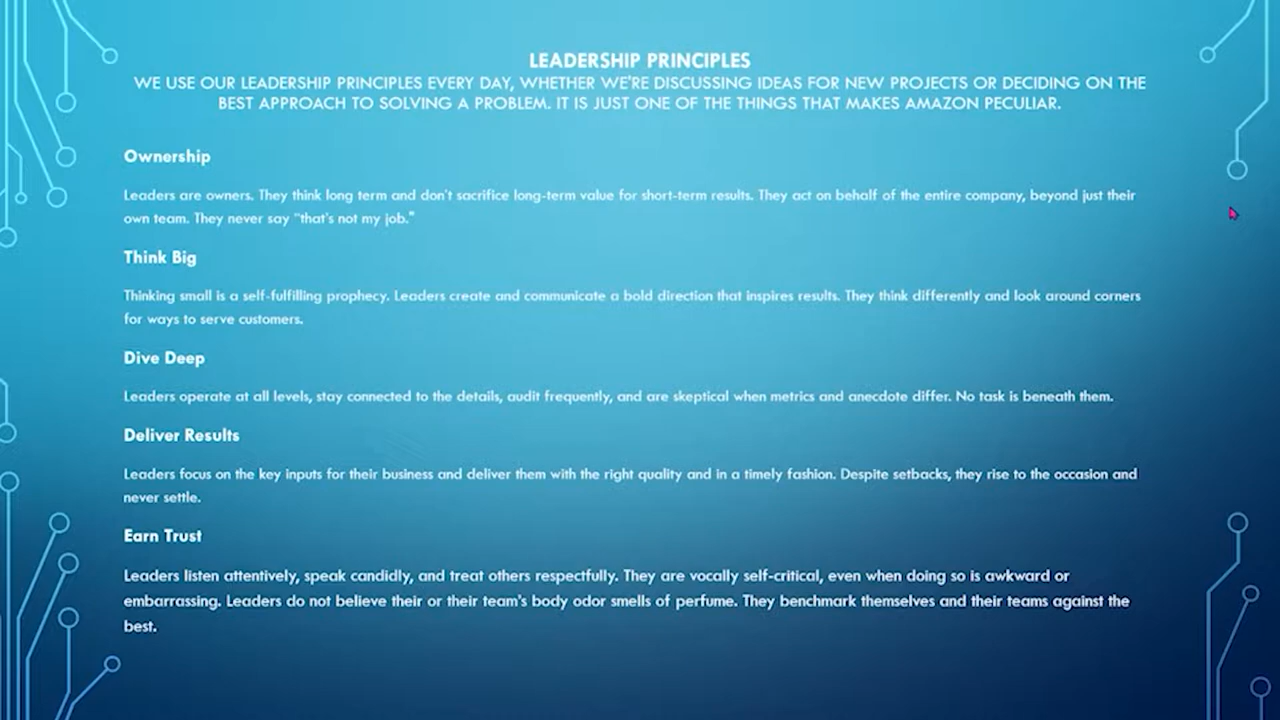 LEADERSHIP PRINCIPLES
WE USE OUR LEADERSHIP PRINCIPLES EVERY DAY, WHETHER WE'RE DISCUSSING IDEAS FOR NEW PROJECTS OR DECIDING ON THE
BEST APPROACH TO SOLVING A PROBLEM. IT IS JUST ONE OF THE THINGS THAT MAKES AMAZON PECULIAR.
Ownership
Leaders are owners. They think long term and don't sacrifice long-term value for short-term results. They act on behalf of the entire company, beyond just their
own team. They never say "that's not my job."
Think Big
Thinking small is a self-fulfilling prophecy. Leaders create and communicate a bold direction that inspires results. They think differently and look around corners
for ways to serve customers.
Dive Deep
Leaders operate at all levels, stay connected to the details, audit frequently, and are skeptical when metrics and anecdote differ. No task is beneath them.
Deliver Results
Leaders focus on the key inputs for their business and deliver them with the right quality and in a timely fashion. Despite setbacks, they rise to the occasion and
never settle.
Earn Trust
Leaders listen attentively, speak candidly, and treat others respectfully. They are vocally self-critical, even when doing so is awkward or
embarrassing. Leaders do not believe their or their team's body odor smells of perfume. They benchmark themselves and their teams against the
best.